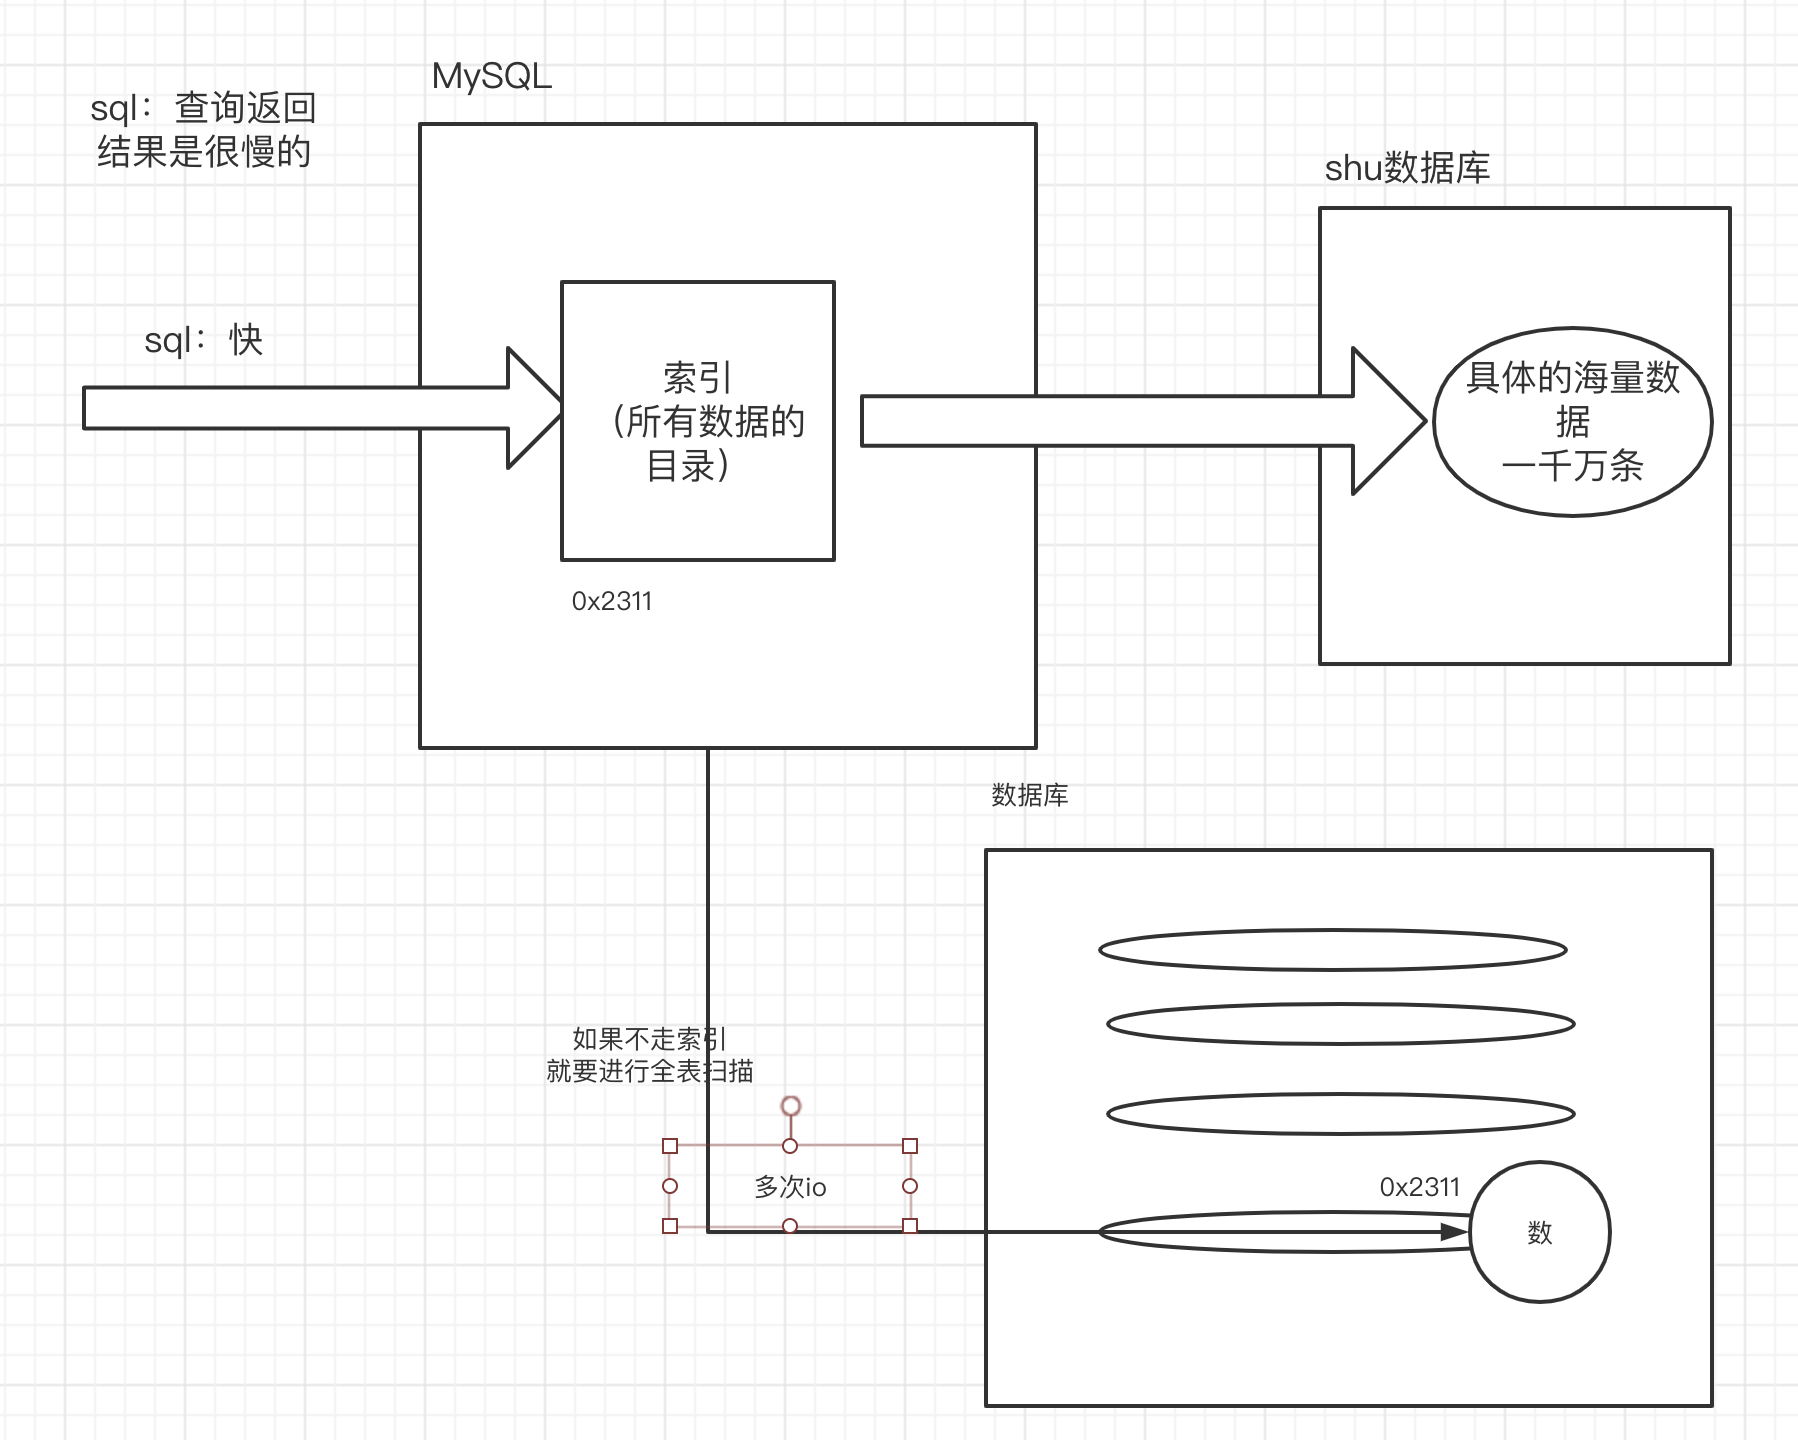 MySQL
sql：查询返回
结果是很慢的
shu数据库
sql：快
索引
（所有数据的
目录）
具体的海量数
据
一千万条
0x2311
数据库
如果不走索引
就要进行全表扫描
多次io
0x2311
数